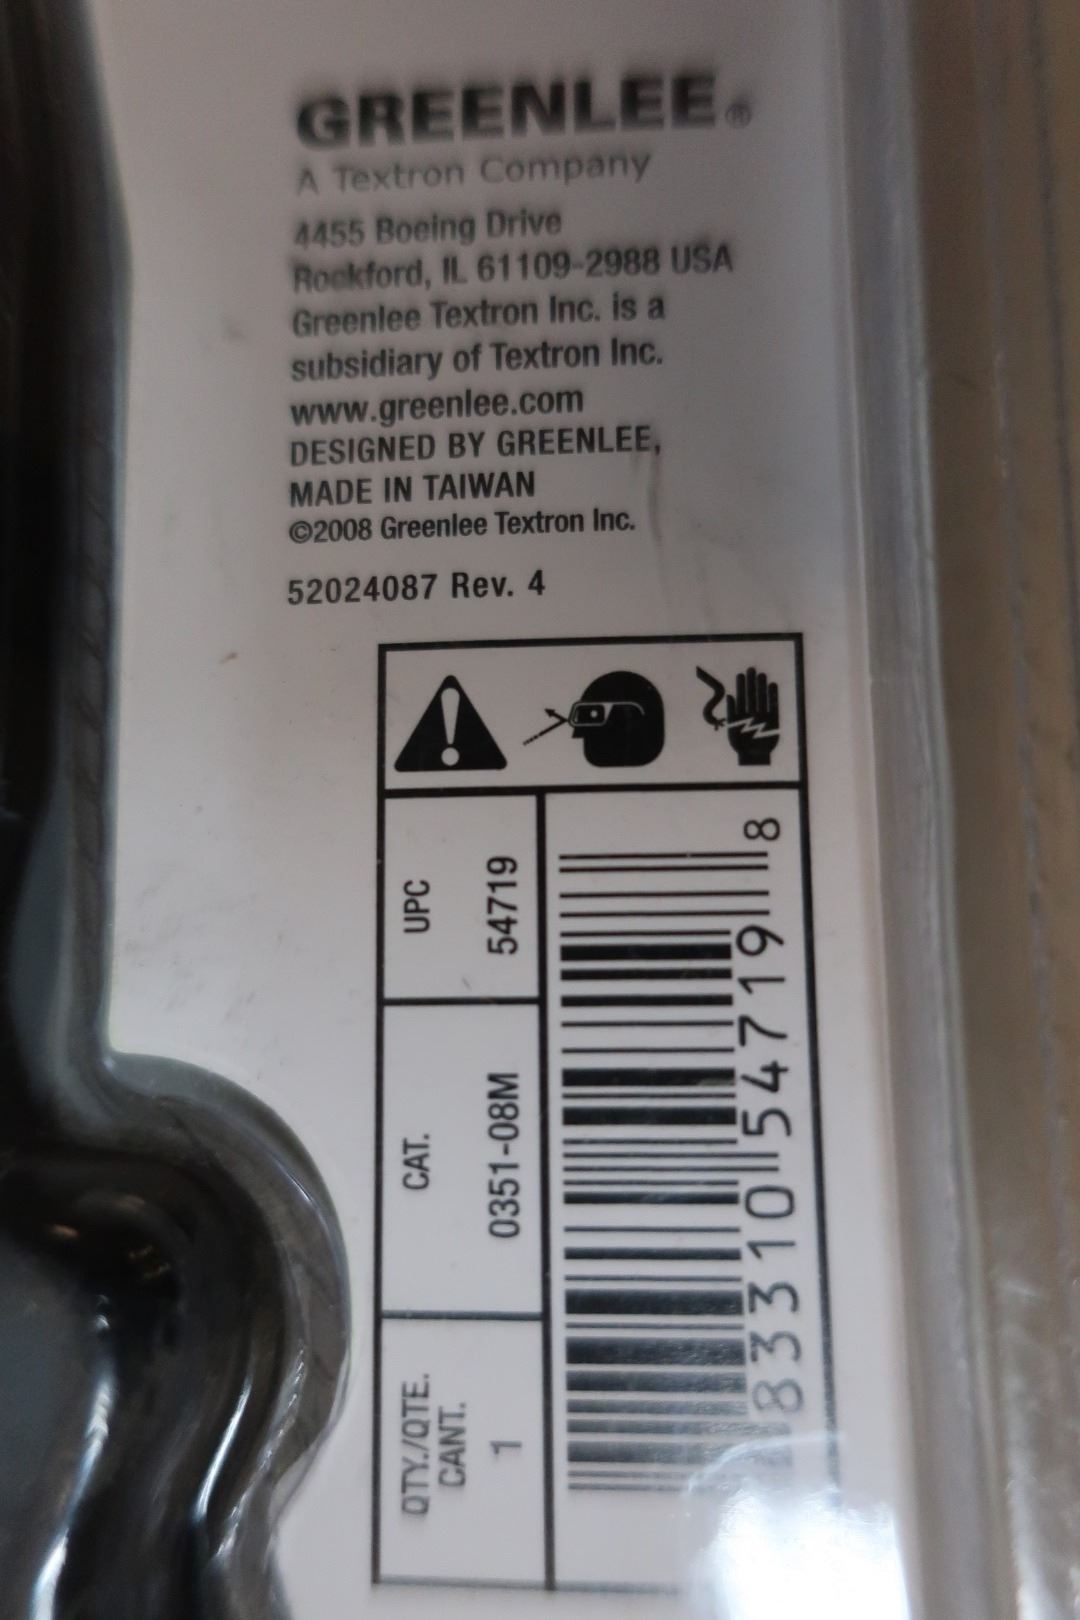 GREENLEE®
A Textron Company
4455 Boeing Drive
Rockford, IL 61109-2988 USA
Greenlee Textron Inc. is a
subsidiary of Textron Inc.
www.greenlee.com
DESIGNED BY GREENLEE,
MADE IN TAIWAN
©2008 Greenlee Textron Inc.
52024087 Rev. 4
QTY./QTE.
CANT.
1
CAT.
0351-08M
UPC
54719
83310 54719 8